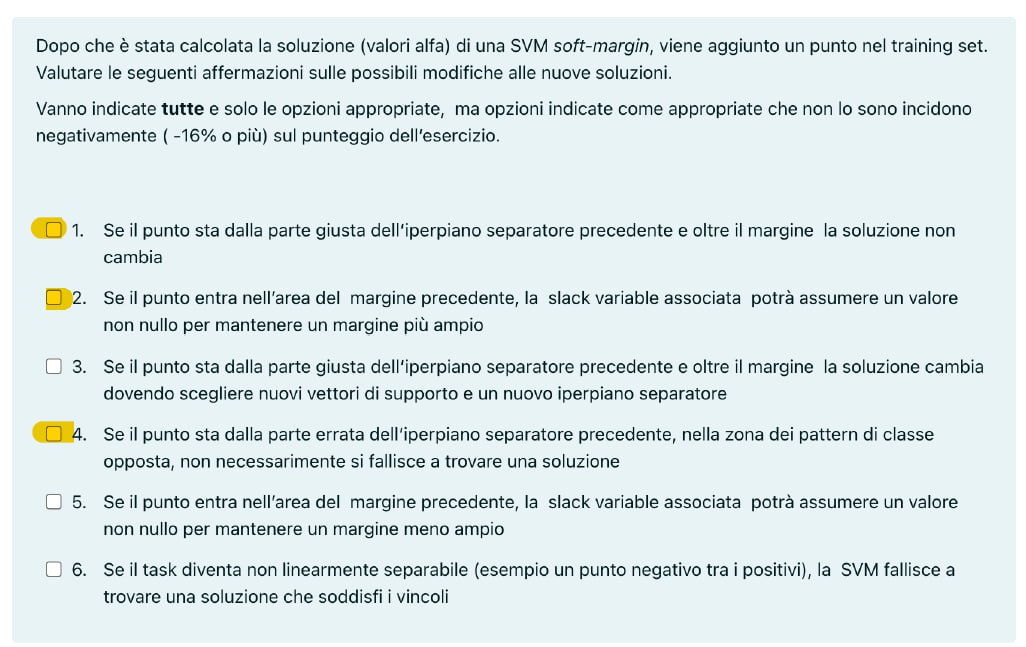 Dopo che è stata calcolata la soluzione (valori alfa) di una SVM soft-margin, viene aggiunto un punto nel training set.
Valutare le seguenti affermazioni sulle possibili modifiche alle nuove soluzioni.
Vanno indicate tutte e solo le opzioni appropriate, ma opzioni indicate come appropriate che non lo sono incidono
negativamente ( -16% o più) sul punteggio dell'esercizio.
1. Se il punto sta dalla parte giusta dell'iperpiano separatore precedente e oltre il margine la soluzione non
cambia
2. Se il punto entra nell'area del margine precedente, la slack variable associata potrà assumere un valore
non nullo per mantenere un margine più ampio
3. Se il punto sta dalla parte giusta dell'iperpiano separatore precedente e oltre il margine la soluzione cambia
dovendo scegliere nuovi vettori di supporto e un nuovo iperpiano separatore
4. Se il punto sta dalla parte errata dell'iperpiano separatore precedente, nella zona dei pattern di classe
opposta, non necessarimente si fallisce a trovare una soluzione
5. Se il punto entra nell'area del margine precedente, la slack variable associata potrà assumere un valore
non nullo per mantenere un margine meno ampio
6. Se il task diventa non linearmente separabile (esempio un punto negativo tra i positivi), la SVM fallisce a
trovare una soluzione che soddisfi i vincoli